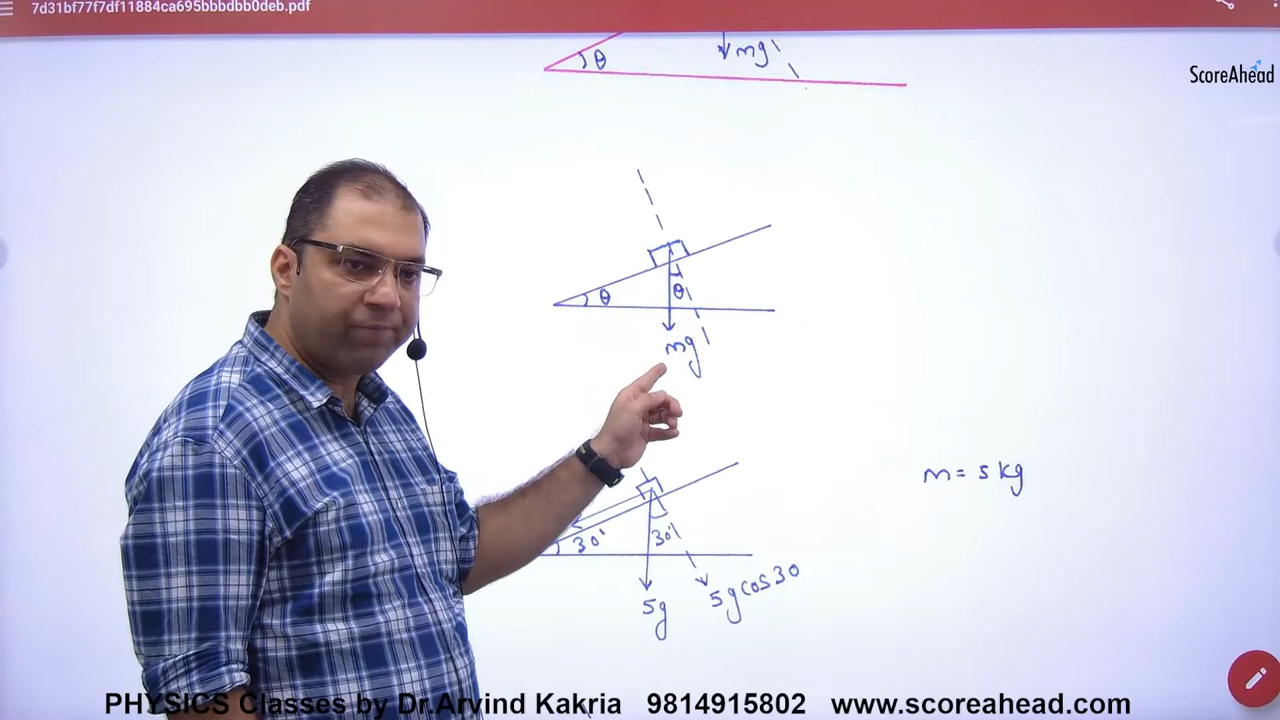 7d31bf77f7df11884ca695bbbdbb0deb.pdf
θ
mg
ScoreAhead
θ
θ
mg
m = 5 kg
30°
30°
5g
5g cos 30
PHYSICS Classes by Dr.Arvind Kakria 9814915802 www.scoreahead.com